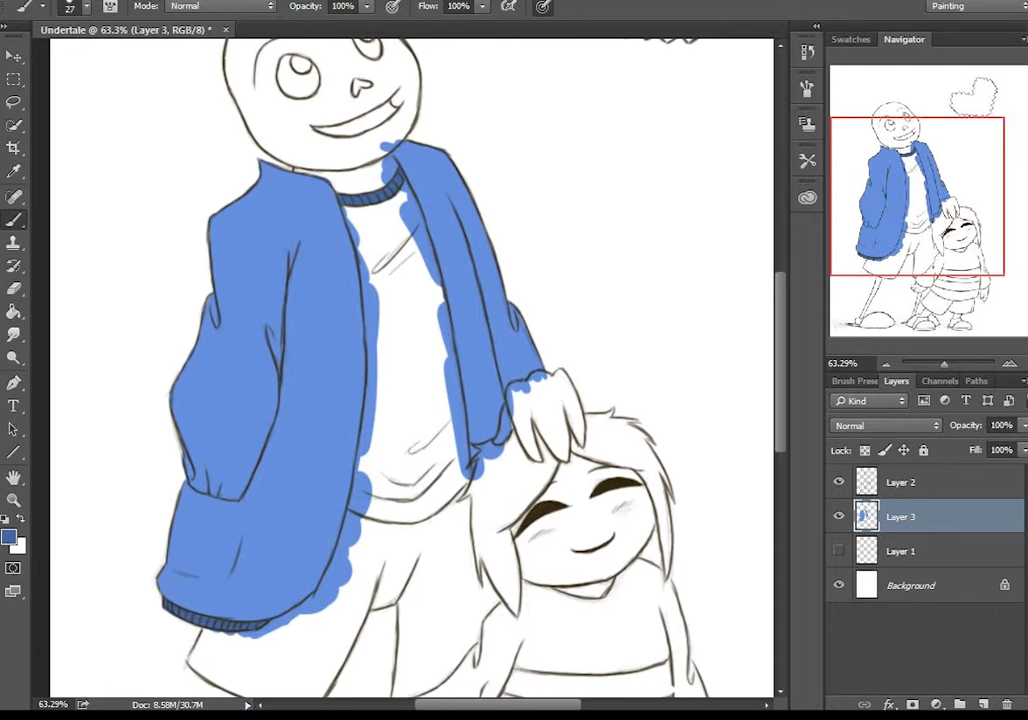 27 Mode: Normal Opacity: 100% Flow: 100% Painting
Undertale @ 63.3% (Layer 3, RGB/8) * ×
Swatches Navigator
63.29%
Brush Prese Layers Channels Paths
Kind
Normal Opacity: 100%
Lock: Fill: 100%
Layer 2
Layer 3
Layer 1
Background
63.29% Doc: 8.58M/30.7M